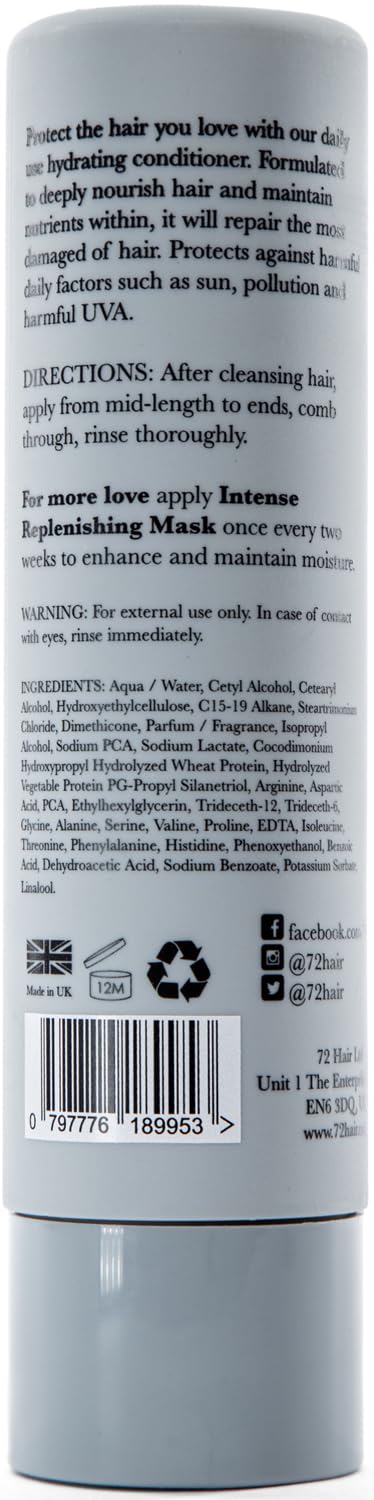 Protect the hair you love with our daily
use hydrating conditioner. Formulated
to deeply nourish hair and maintain
nutrients within, it will repair the most
damaged of hair. Protects against harmful
daily factors such as sun, pollution and
harmful UVA.
DIRECTIONS: After cleansing hair,
apply from mid-length to ends, comb
through, rinse thoroughly.
For more love apply Intense
Replenishing Mask once every two
weeks to enhance and maintain moisture.
WARNING: For external use only. In case of contact
with eyes, rinse immediately.
INGREDIENTS: Aqua / Water, Cetyl Alcohol, Cetearyl
Alcohol, Hydroxyethylcellulose, C15-19 Alkane, Steartrimonium
Chloride, Dimethicone, Parfum / Fragrance, Isopropyl
Alcohol, Sodium PCA, Sodium Lactate, Cocodimonium
Hydroxypropyl Hydrolyzed Wheat Protein, Hydrolyzed
Vegetable Protein PG-Propyl Silanetriol, Arginine, Aspartic
Acid, PCA, Ethylhexylglycerin, Trideceth-12, Trideceth-6,
Glycine, Alanine, Serine, Valine, Proline, EDTA, Isoleucine,
Threonine, Phenylalanine, Histidine, Phenoxyethanol, Benzoic
Acid, Dehydroacetic Acid, Sodium Benzoate, Potassium Sorbate,
Linalool.
facebook.com
@72hair
@72hair
Made in UK
12M
72 Hair
Unit 1 The
EN6 3DQ,
www.72hair
0 797776 189953 >